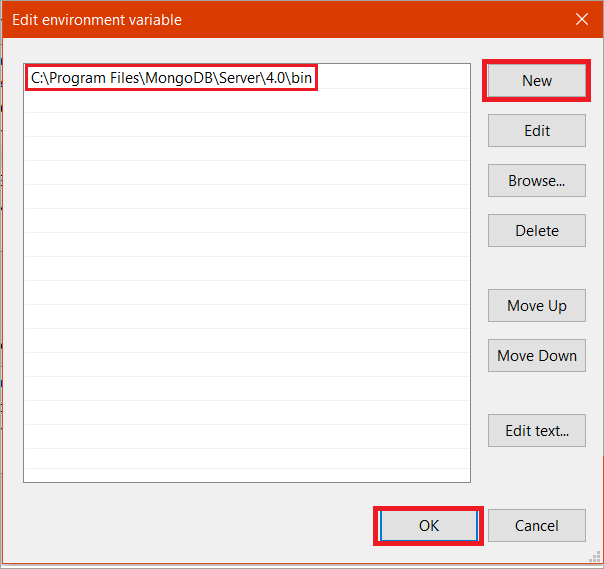 Edit environment variable
C:\Program Files\MongoDB\Server\4.0\bin
New
Edit
Browse...
Delete
Move Up
Move Down
Edit text...
OK
Cancel